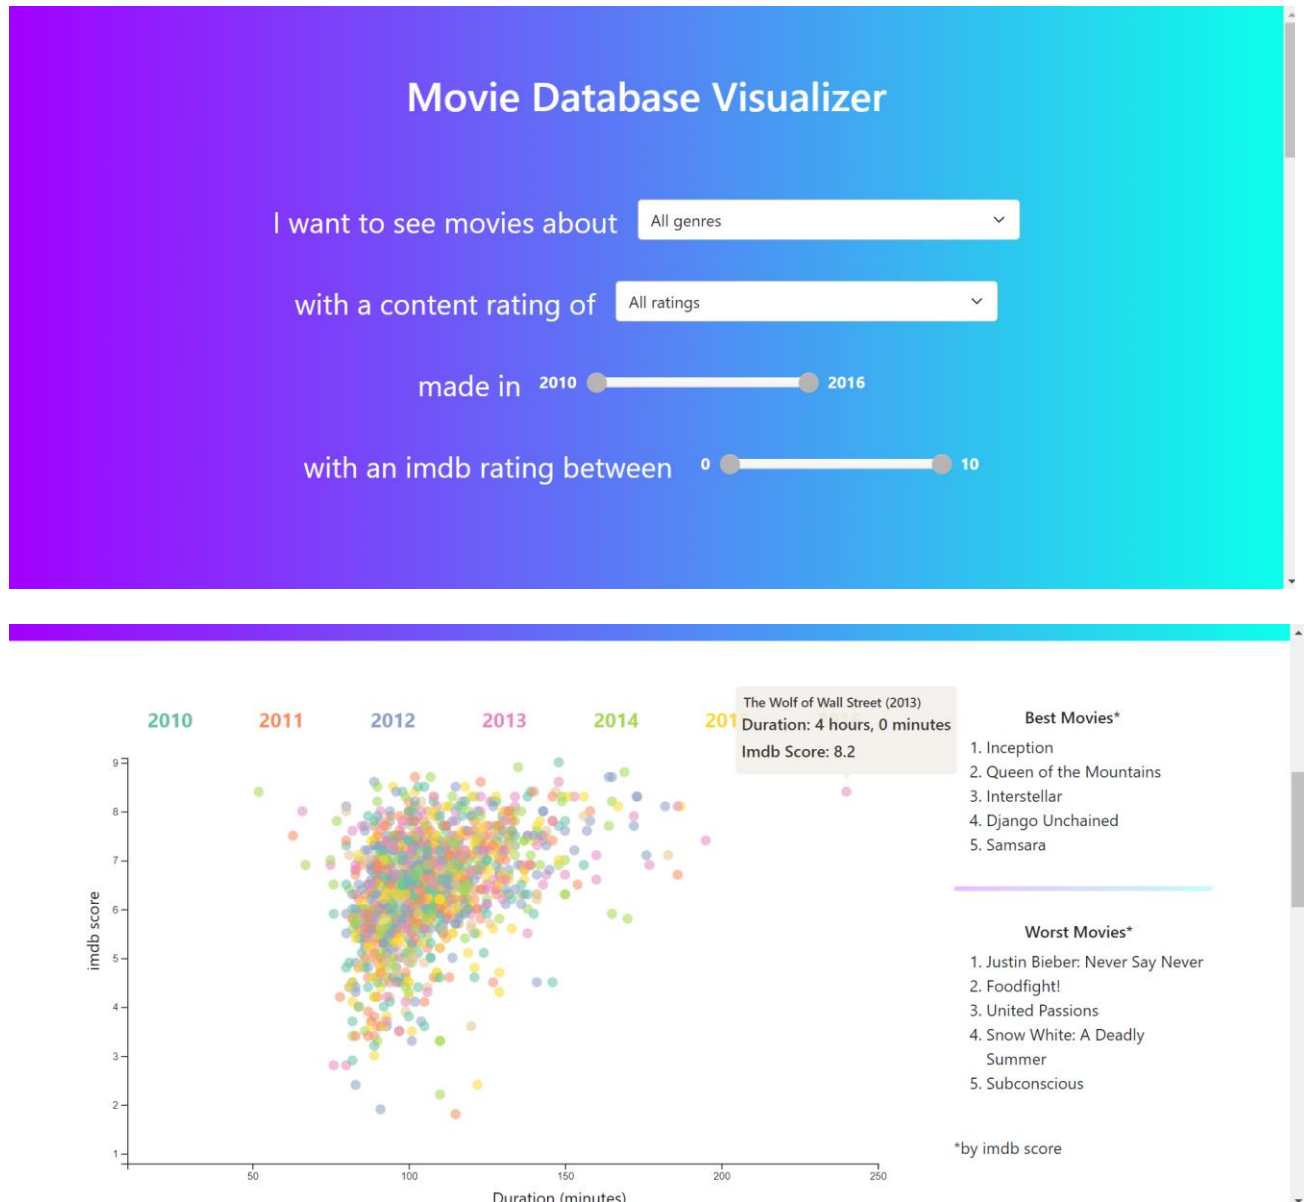 Movie Database Visualizer
I want to see movies about All genres
with a content rating of All ratings
made in 2010 2016
with an imdb rating between 0 10
The Wolf of Wall Street (2013)
Duration: 4 hours, 0 minutes
Imdb Score: 8.2
2010 2011 2012 2013 2014 201
9
8
7
6
5
4
3
2
1
imdb score
50 100 150 200 250
Duration (minutes)
Best Movies*
1. Inception
2. Queen of the Mountains
3. Interstellar
4. Django Unchained
5. Samsara
Worst Movies*
1. Justin Bieber: Never Say Never
2. Foodfight!
3. United Passions
4. Snow White: A Deadly
Summer
5. Subconscious
*by imdb score